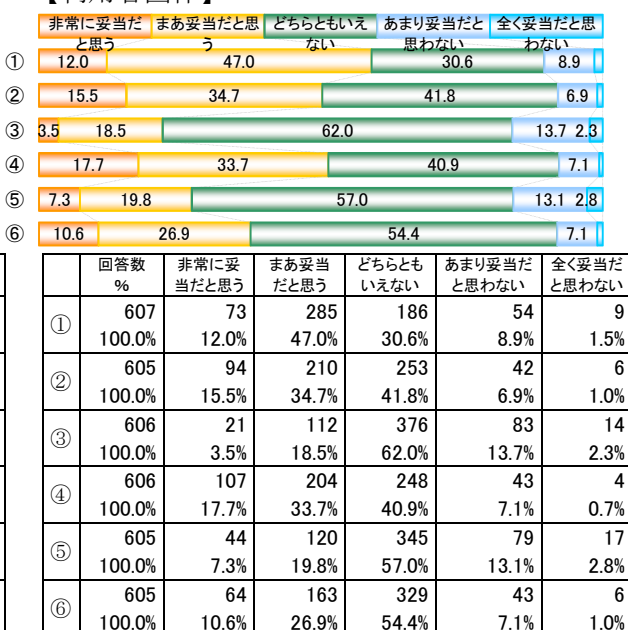 非常に妥当だと思う まあ妥当だと思う どちらともいえない あまり妥当だと思わない 全く妥当だと思わない
① 12.0 47.0 30.6 8.9
② 15.5 34.7 41.8 6.9
③ 3.5 18.5 62.0 13.7 2.3
④ 17.7 33.7 40.9 7.1
⑤ 7.3 19.8 57.0 13.1 2.8
⑥ 10.6 26.9 54.4 7.1
回答数 非常に妥 まあ妥当 どちらとも あまり妥当だ 全く妥当だ
% 当だと思う だと思う いえない と思わない と思わない
① 607 73 285 186 54 9
100.0% 12.0% 47.0% 30.6% 8.9% 1.5%
② 605 94 210 253 42 6
100.0% 15.5% 34.7% 41.8% 6.9% 1.0%
③ 606 21 112 376 83 14
100.0% 3.5% 18.5% 62.0% 13.7% 2.3%
④ 606 107 204 248 43 4
100.0% 17.7% 33.7% 40.9% 7.1% 0.7%
⑤ 605 44 120 345 79 17
100.0% 7.3% 19.8% 57.0% 13.1% 2.8%
⑥ 605 64 163 329 43 6
100.0% 10.6% 26.9% 54.4% 7.1% 1.0%